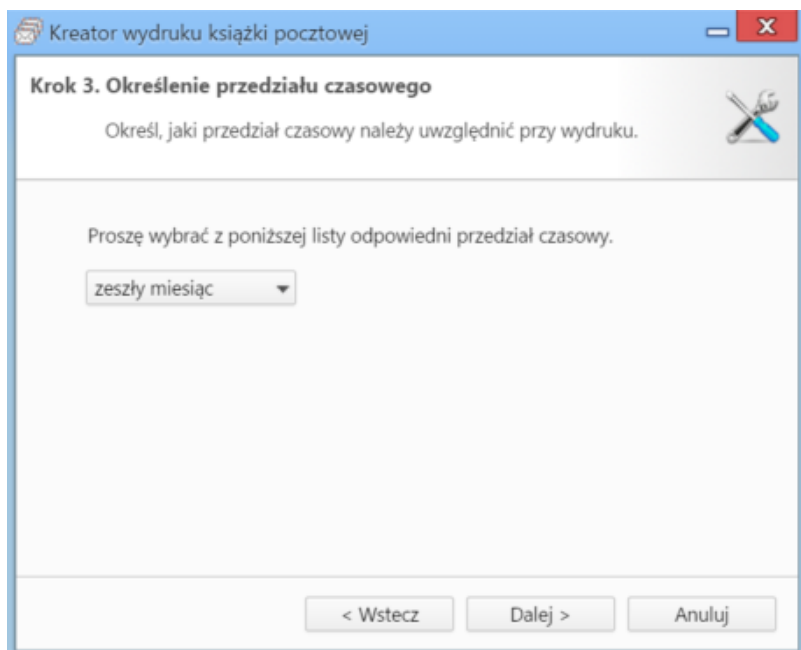 Kreator wydruku książki pocztowej
Krok 3. Określenie przedziału czasowego
Określ, jaki przedział czasowy należy uwzględnić przy wydruku.
Proszę wybrać z poniższej listy odpowiedni przedział czasowy.
zeszły miesiąc
< Wstecz
Dalej >
Anuluj